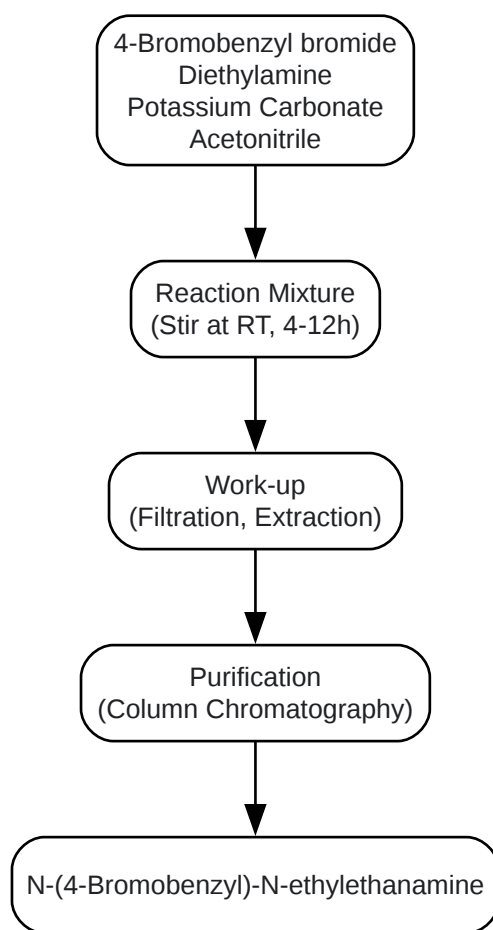 4-Bromobenzyl bromide
Diethylamine
Potassium Carbonate
Acetonitrile
Reaction Mixture
(Stir at RT, 4-12h)
Work-up
(Filtration, Extraction)
Purification
(Column Chromatography)
N-(4-Bromobenzyl)-N-ethylethanamine